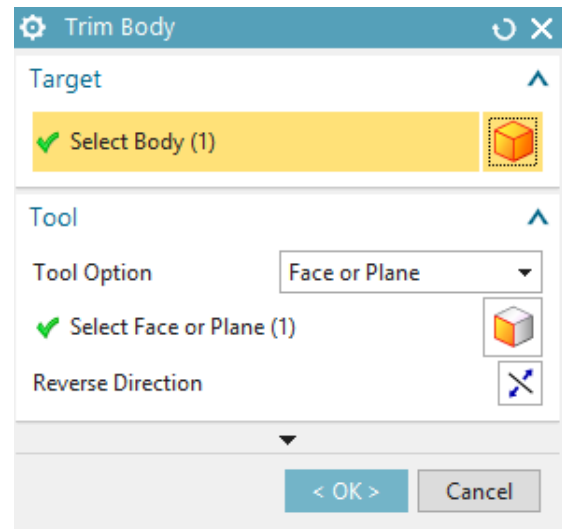 Trim Body
Target
Select Body (1)
Tool
Tool Option Face or Plane
Select Face or Plane (1)
Reverse Direction
< OK > Cancel